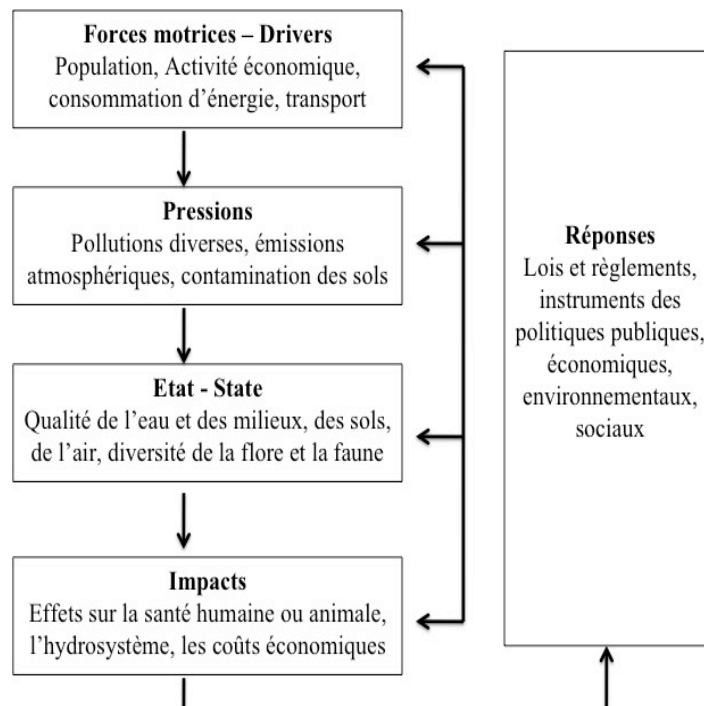 Forces motrices – Drivers
Population, Activité économique,
consommation d'énergie, transport
Pressions
Pollutions diverses, émissions
atmosphériques, contamination des sols
Etat - State
Qualité de l'eau et des milieux, des sols,
de l'air, diversité de la flore et la faune
Impacts
Effets sur la santé humaine ou animale,
l'hydrosystème, les coûts économiques
Réponses
Lois et règlements,
instruments des
politiques publiques,
économiques,
environnementaux,
sociaux